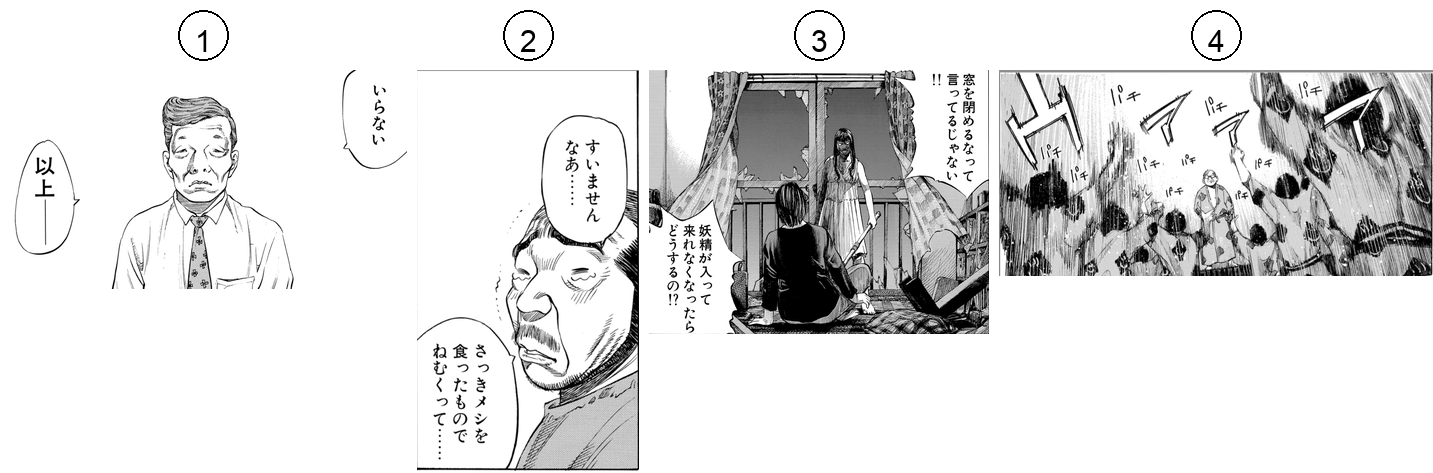 1
いらない
以上――
2
すいません
なあ……
さっきメシを
食ったもので
ねむくって……
3
窓を閉めるなって
言ってるじゃない
!!
妖精が入って
来れなくなったら
どうするの!?
4
パチ
パチ
パチ
パチ
パチ
パチ
パチ
パチ
パチ
パチ